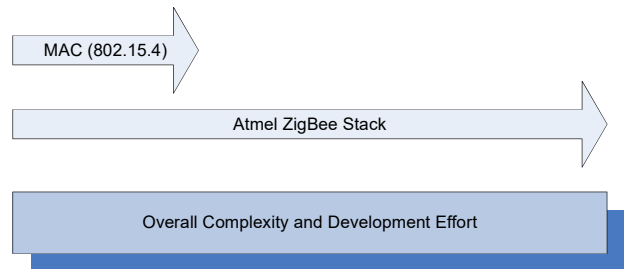 MAC (802.15.4)
Atmel ZigBee Stack
Overall Complexity and Development Effort